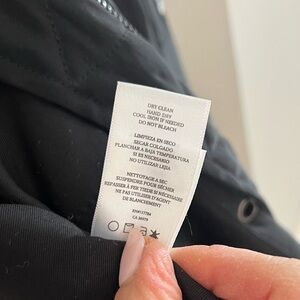 DRY CLEAN
HANG DRY
COOL IRON IF NEEDED
DO NOT BLEACH
LIMPIEZA EN SECO
SECAR COLGADO
PLANCHAR A BAJA TEMPERATURA
SI ES NECESARIO
NO UTILIZAR LEJIA
NETTOYAGE A SEC
SUSPENDRE POUR SÉCHER
REPASSER À FER TIEDE SI NÉCESSAIRE
NE PAS UTILISER D'AGENT
DE BLANCHIMENT